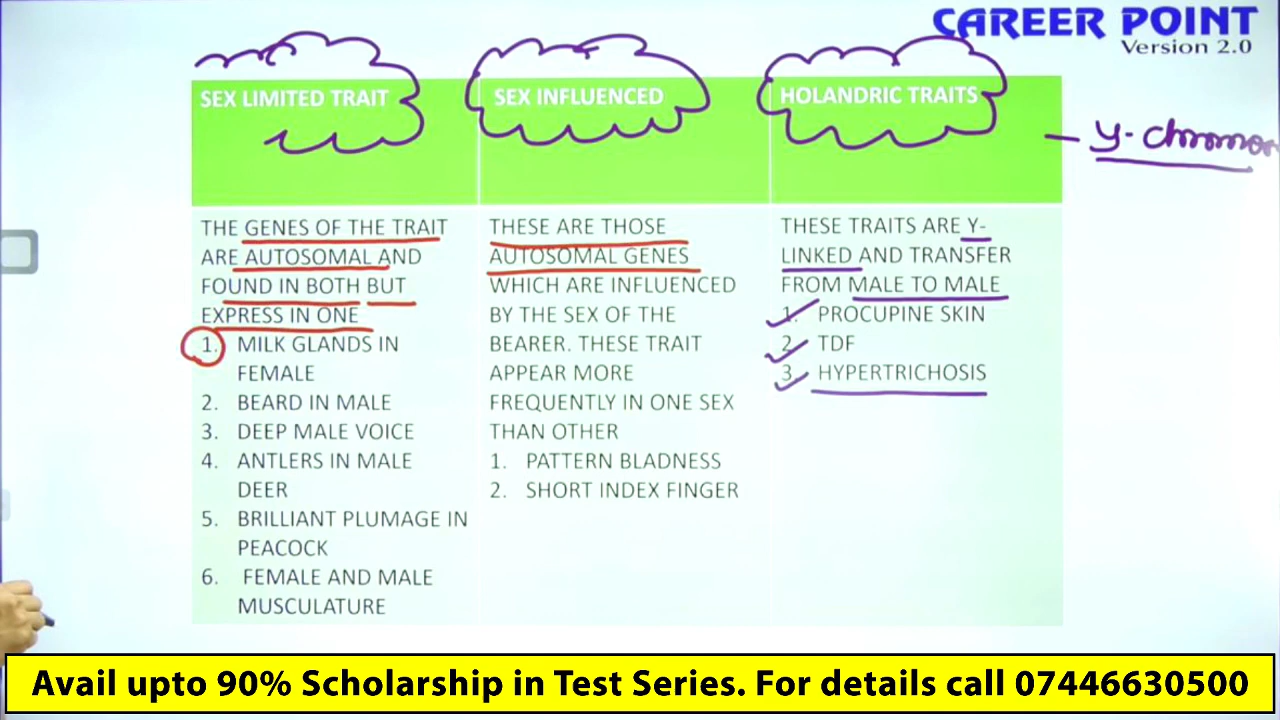 CAREER POINT
Version 2.0
SEX LIMITED TRAIT
SEX INFLUENCED
HOLANDRIC TRAITS
THE GENES OF THE TRAIT
ARE AUTOSOMAL AND
FOUND IN BOTH BUT
EXPRESS IN ONE
1. MILK GLANDS IN
FEMALE
2. BEARD IN MALE
3. DEEP MALE VOICE
4. ANTLERS IN MALE
DEER
5. BRILLIANT PLUMAGE IN
PEACOCK
6. FEMALE AND MALE
MUSCULATURE
THESE ARE THOSE
AUTOSOMAL GENES
WHICH ARE INFLUENCED
BY THE SEX OF THE
BEARER. THESE TRAIT
APPEAR MORE
FREQUENTLY IN ONE SEX
THAN OTHER
1. PATTERN BLADNESS
2. SHORT INDEX FINGER
THESE TRAITS ARE Y-
LINKED AND TRANSFER
FROM MALE TO MALE
1. PROCUPINE SKIN
2. TDF
3. HYPERTRICHOSIS
– y-
Avail upto 90% Scholarship in Test Series. For details call 07446630500